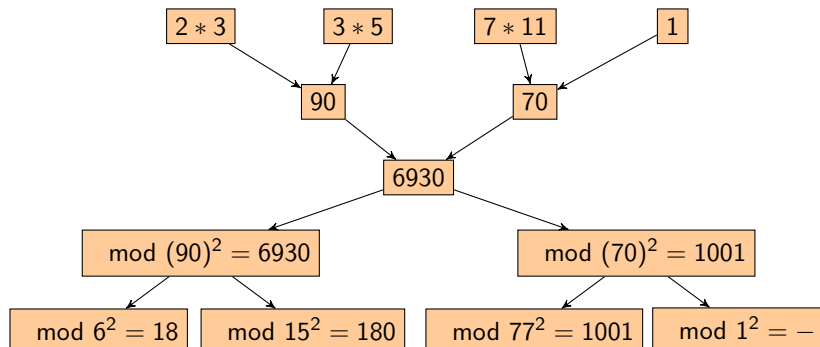 2 ∗ 3 3 ∗ 5 7 ∗ 11 1
90 70
6930
mod (90)² = 6930 mod (70)² = 1001
mod 6² = 18 mod 15² = 180 mod 77² = 1001 mod 1² = −